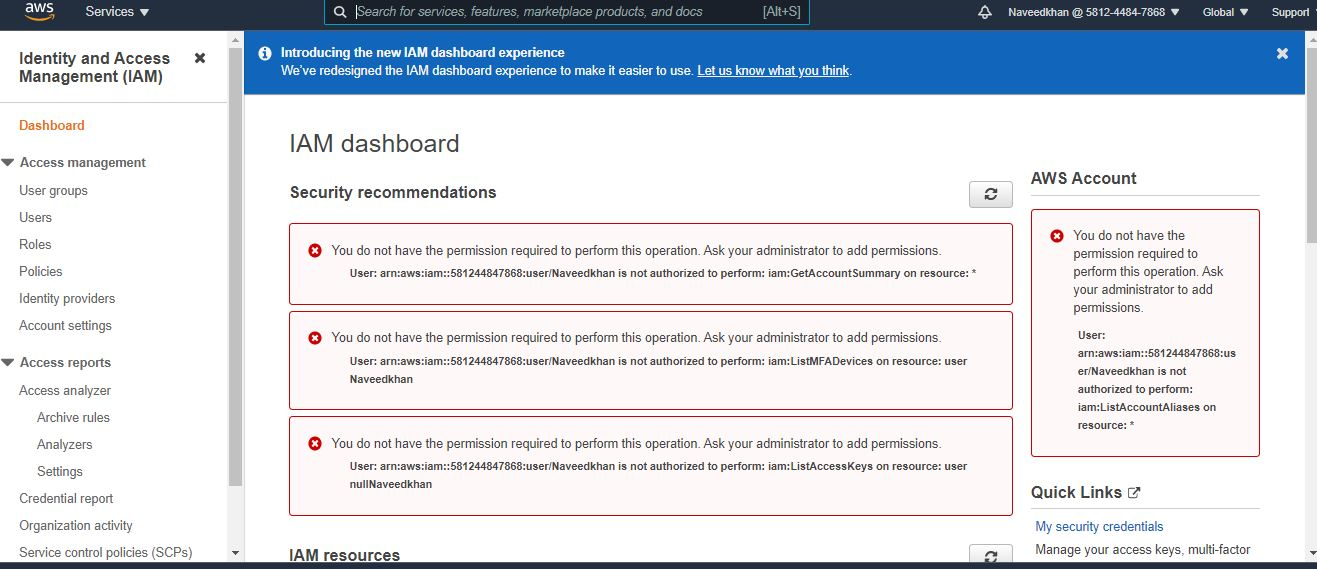 aws
Services
Search for services, features, marketplace products, and docs
[Alt+S]
Naveedkhan @ 5812-4484-7868
Global
Support
Identity and Access
Management (IAM)
Dashboard
Access management
User groups
Users
Roles
Policies
Identity providers
Account settings
Access reports
Access analyzer
Archive rules
Analyzers
Settings
Credential report
Organization activity
Service control policies (SCPs)
Introducing the new IAM dashboard experience
We've redesigned the IAM dashboard experience to make it easier to use. Let us know what you think.
IAM dashboard
Security recommendations
You do not have the permission required to perform this operation. Ask your administrator to add permissions.
User: arn:aws:iam::581244847868:user/Naveedkhan is not authorized to perform: iam:GetAccountSummary on resource: *
You do not have the permission required to perform this operation. Ask your administrator to add permissions.
User: arn:aws:iam::581244847868:user/Naveedkhan is not authorized to perform: iam:ListMFADevices on resource: user
Naveedkhan
You do not have the permission required to perform this operation. Ask your administrator to add permissions.
User: arn:aws:iam::581244847868:user/Naveedkhan is not authorized to perform: iam:ListAccessKeys on resource: user
nullNaveedkhan
IAM resources
AWS Account
You do not have the
permission required to
perform this operation. Ask
your administrator to add
permissions.
User:
arn:aws:iam::581244847868:us
er/Naveedkhan is not
authorized to perform:
iam:ListAccountAliases on
resource: *
Quick Links
My security credentials
Manage your access keys, multi-factor